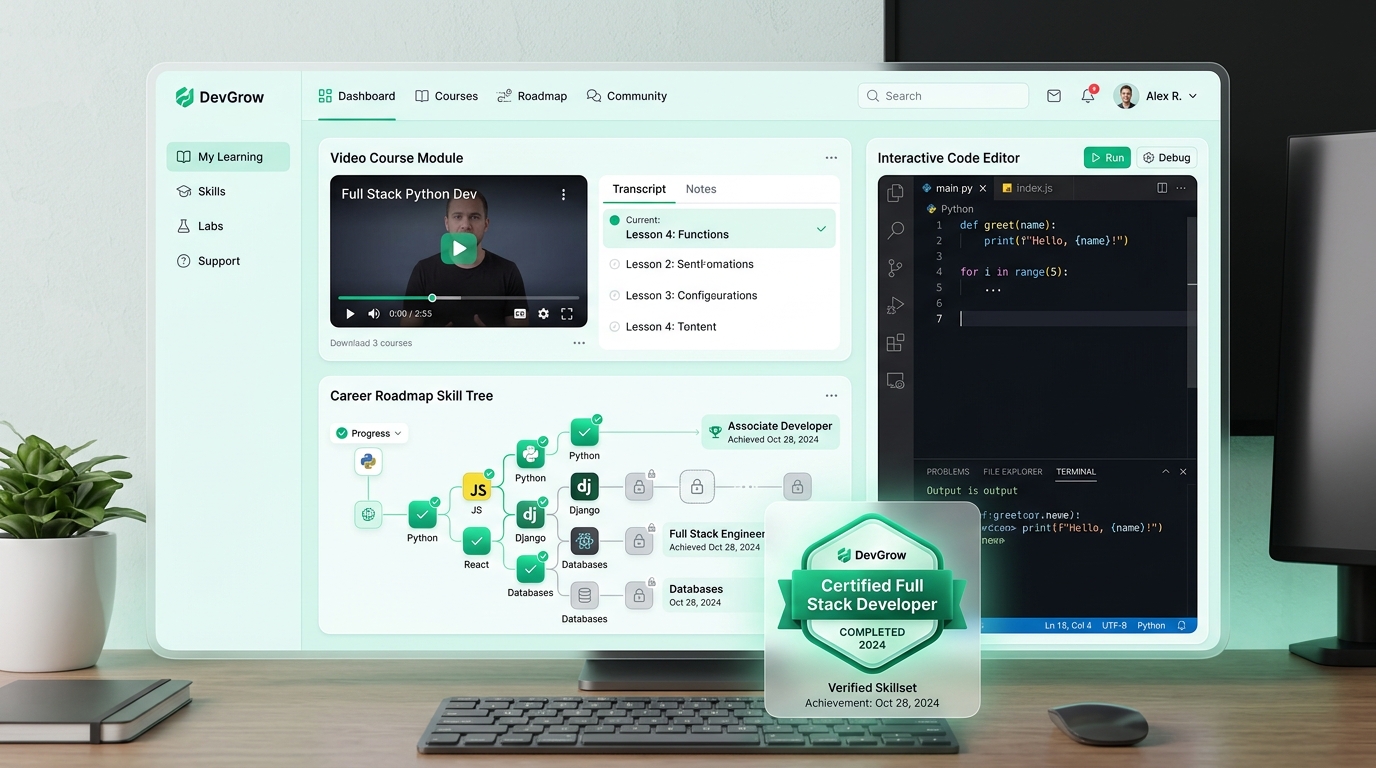 DevGrow
Dashboard
Courses
Roadmap
Community
Search
Alex R.
My Learning
Skills
Labs
Support
Video Course Module
Full Stack Python Dev
0:00 / 2:55
CC
Transcript
Notes
Current:
Lesson 4: Functions
Lesson 2:
Lesson 3:
Lesson 4: Tontent
Downlaad 3 courses
Interactive Code Editor
Run
Debug
main py
index.js
Python
1 def greet(name):
2 print(f"Hello, {name}!")
3
4 for i in range(5):
5 ...
6
7
PROBLEMS
FILE EXPLORER
TERMINAL
Output is output
print(F"Hello, {name}!")
Ln 18, Col 4
UTF-8
Python
Career Roadmap Skill Tree
Progress
Python
JS
JS
React
Python
dj
Django
Databases
Python
dj
Django
Databases
Databases
Associate Developer
Achieved Oct 28, 2024
Full Stack Engineer
Achieved Oct 28, 2024
Databases
Oct 28, 2024
DevGrow
Certified Full
Stack Developer
COMPLETED
2024
Verified Skillset
Achievement: Oct 28, 2024